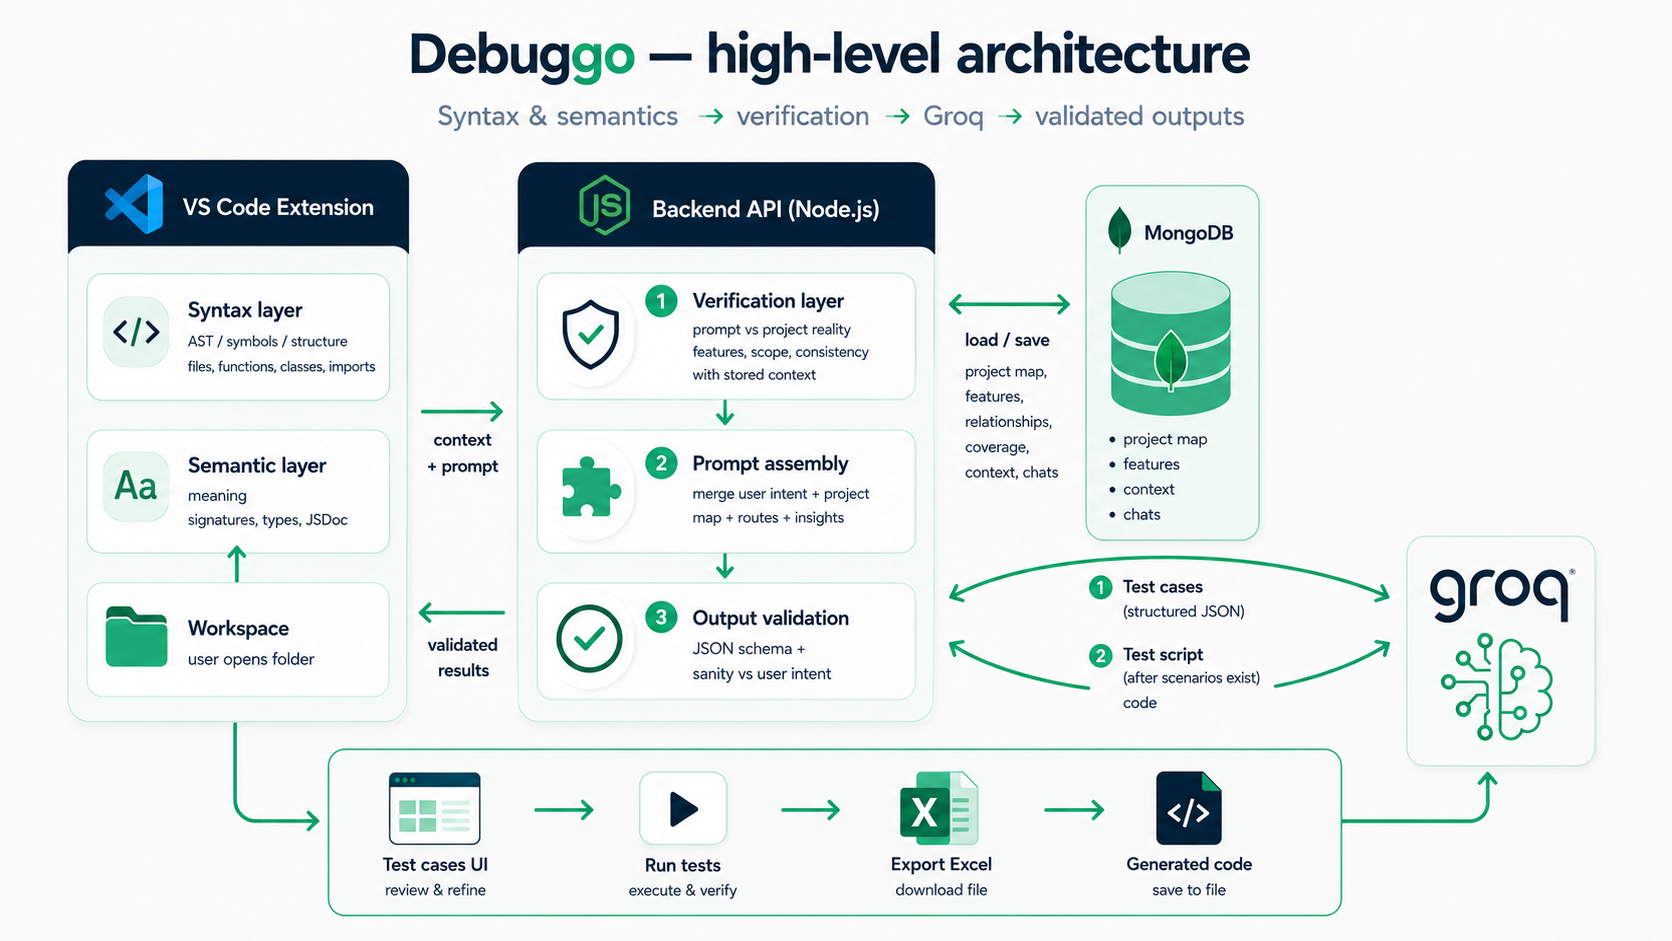 Debuggo — high-level architecture
Syntax & semantics → verification → Groq → validated outputs
VS Code Extension
Syntax layer
AST / symbols / structure
files, functions, classes, imports
Aa
Semantic layer
meaning
signatures, types, JSDoc
Workspace
user opens folder
context
+ prompt
validated
results
JS
Backend API (Node.js)
1 Verification layer
prompt vs project reality
features, scope, consistency
with stored context
2 Prompt assembly
merge user intent + project
map + routes + insights
3 Output validation
JSON schema +
sanity vs user intent
load / save
project map,
features,
relationships,
coverage,
context, chats
MongoDB
• project map
• features
• context
• chats
1 Test cases
(structured JSON)
2 Test script
(after scenarios exist)
code
groq®
</>
X
</>
Test cases UI
review & refine
Run tests
execute & verify
Export Excel
download file
Generated code
save to file